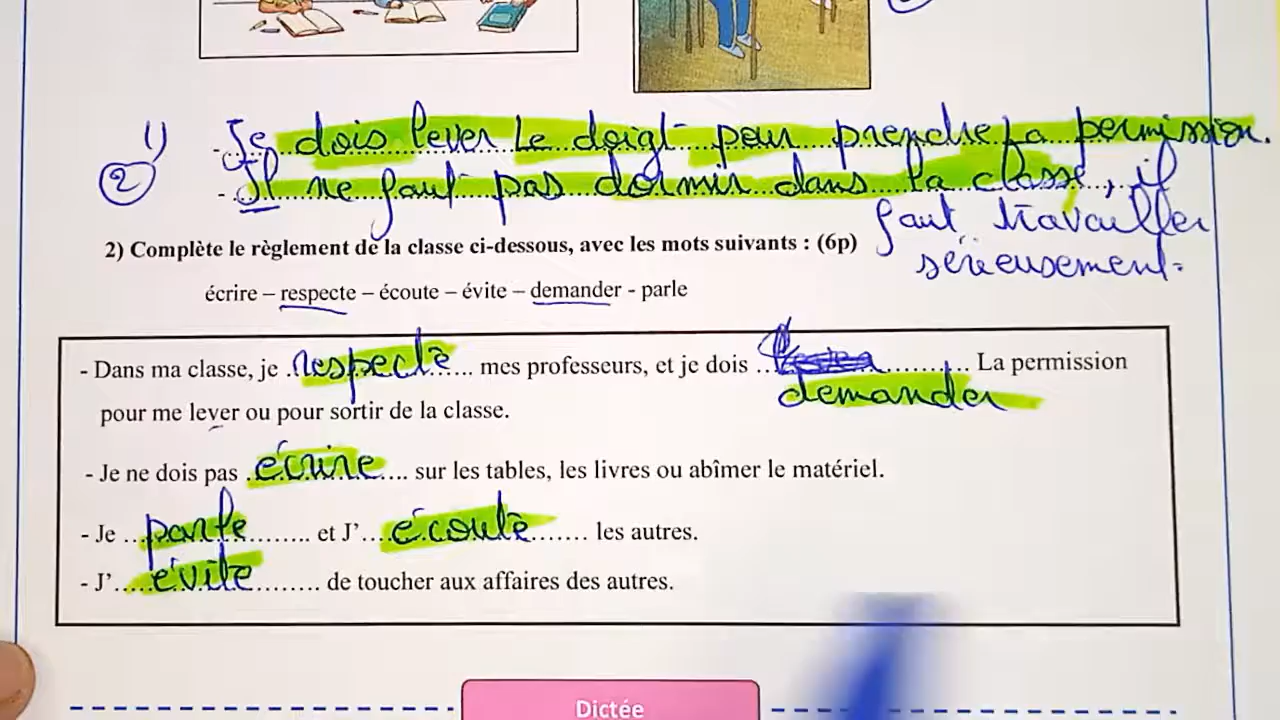 1) Je dois lever le doigt pour prendre la permission.
2 - Il ne faut pas dormir dans la classe, il
faut travailler
sérieusement.
2) Complète le règlement de la classe ci-dessous, avec les mots suivants : (6p)
écrire – respecte – écoute – évite – demander - parle
- Dans ma classe, je ..respecte... mes professeurs, et je dois ............. La permission
demander
pour me lever ou pour sortir de la classe.
- Je ne dois pas .écrire.... sur les tables, les livres ou abîmer le matériel.
- Je ...parle.......... et J’....écoute....... les autres.
- J’.....évite......... de toucher aux affaires des autres.
Dictée